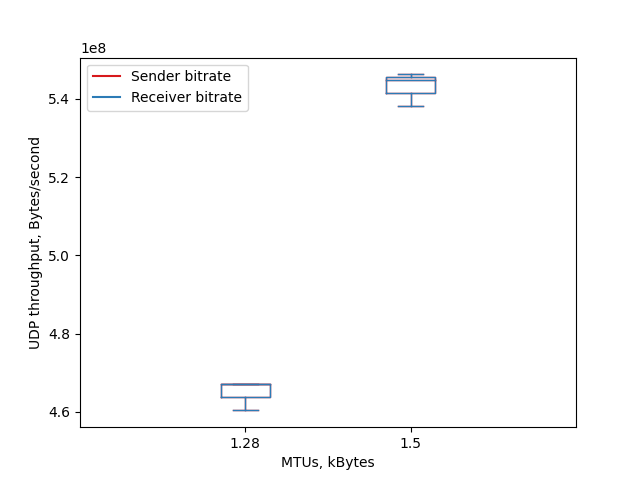 1e8
Sender bitrate
Receiver bitrate
5.4
5.2
5.0
4.8
4.6
UDP throughput, Bytes/second
1.28
1.5
MTUs, kBytes